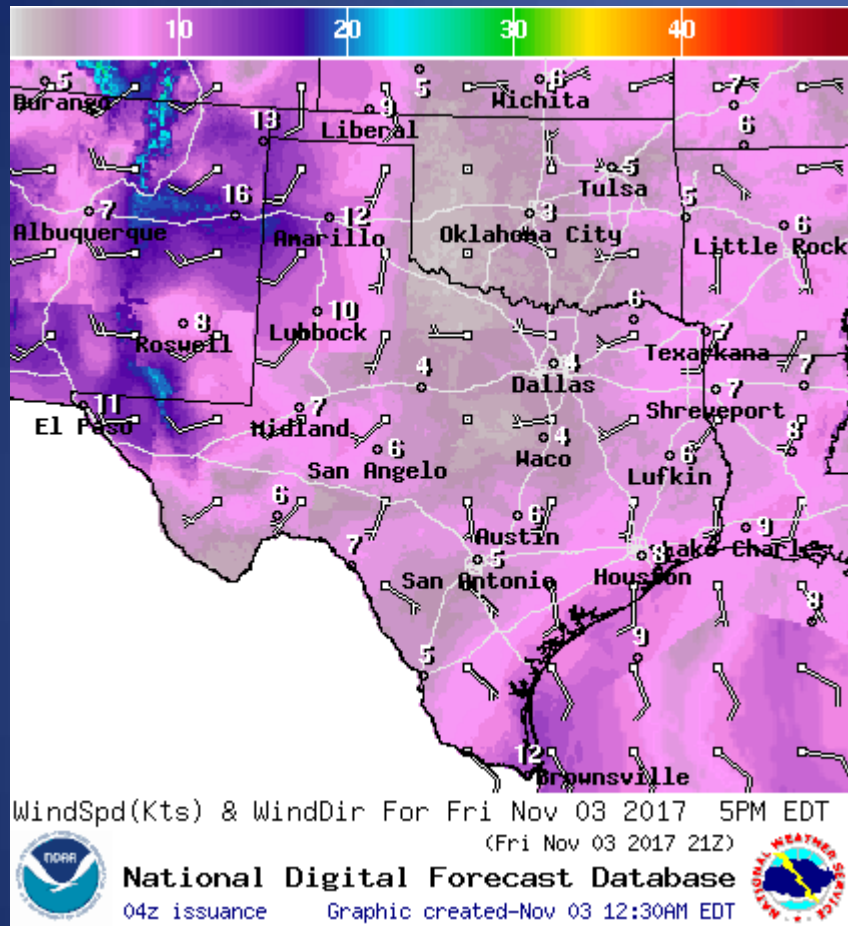 10 20 30 40
5 5 6 7
Durango Wichita
9
Liberal
13 6
5
Tulsa
7 16 12 3 5 6
Albuquerque Amarillo Oklahoma City Little Rock
8 10 6
Roswell Lubbock 7
Texarkana
4 4
Dallas
11 7 7
El Paso Midland Shreveport
6 4 6 8
San Angelo Waco Lufkin
6 6 9
Austin Lake Charles
7 5 8
San Antonio Houston
8
5 9
12
Brownsville
WindSpd(Kts) & WindDir For Fri Nov 03 2017 5PM EDT
(Fri Nov 03 2017 21Z)
NOAA
NATIONAL WEATHER SERVICE
National Digital Forecast Database
04z issuance Graphic created-Nov 03 12:30AM EDT